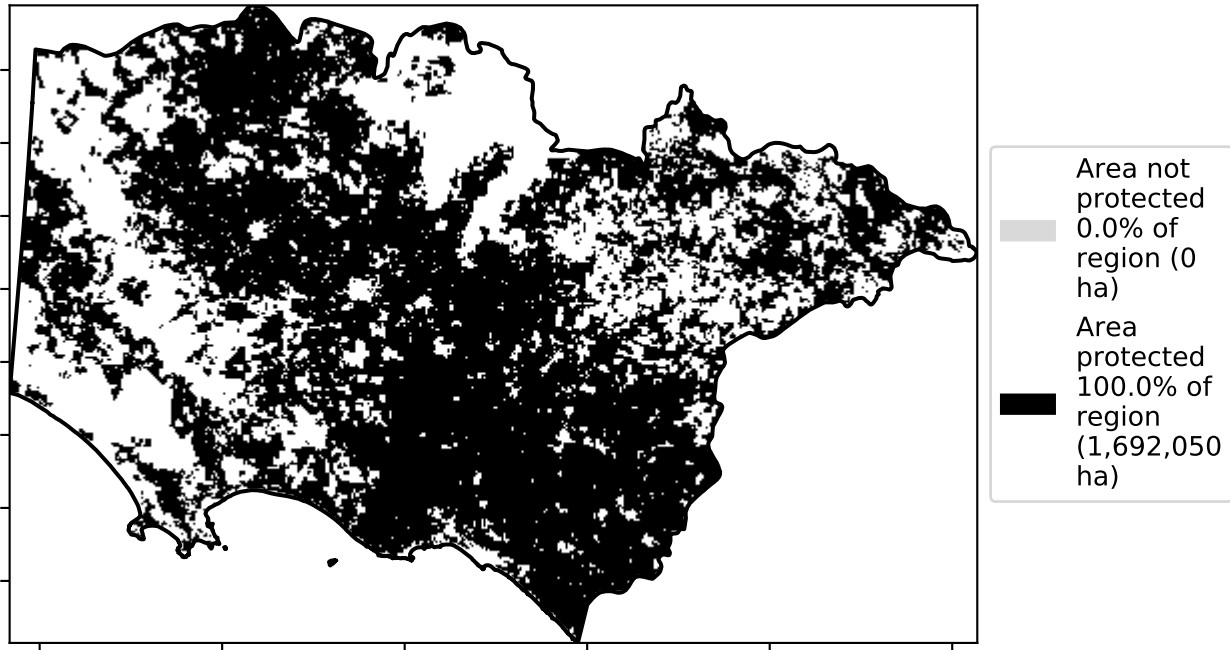 Area not
protected
0.0% of
region (0
ha)
Area
protected
100.0% of
region
(1,692,050
ha)